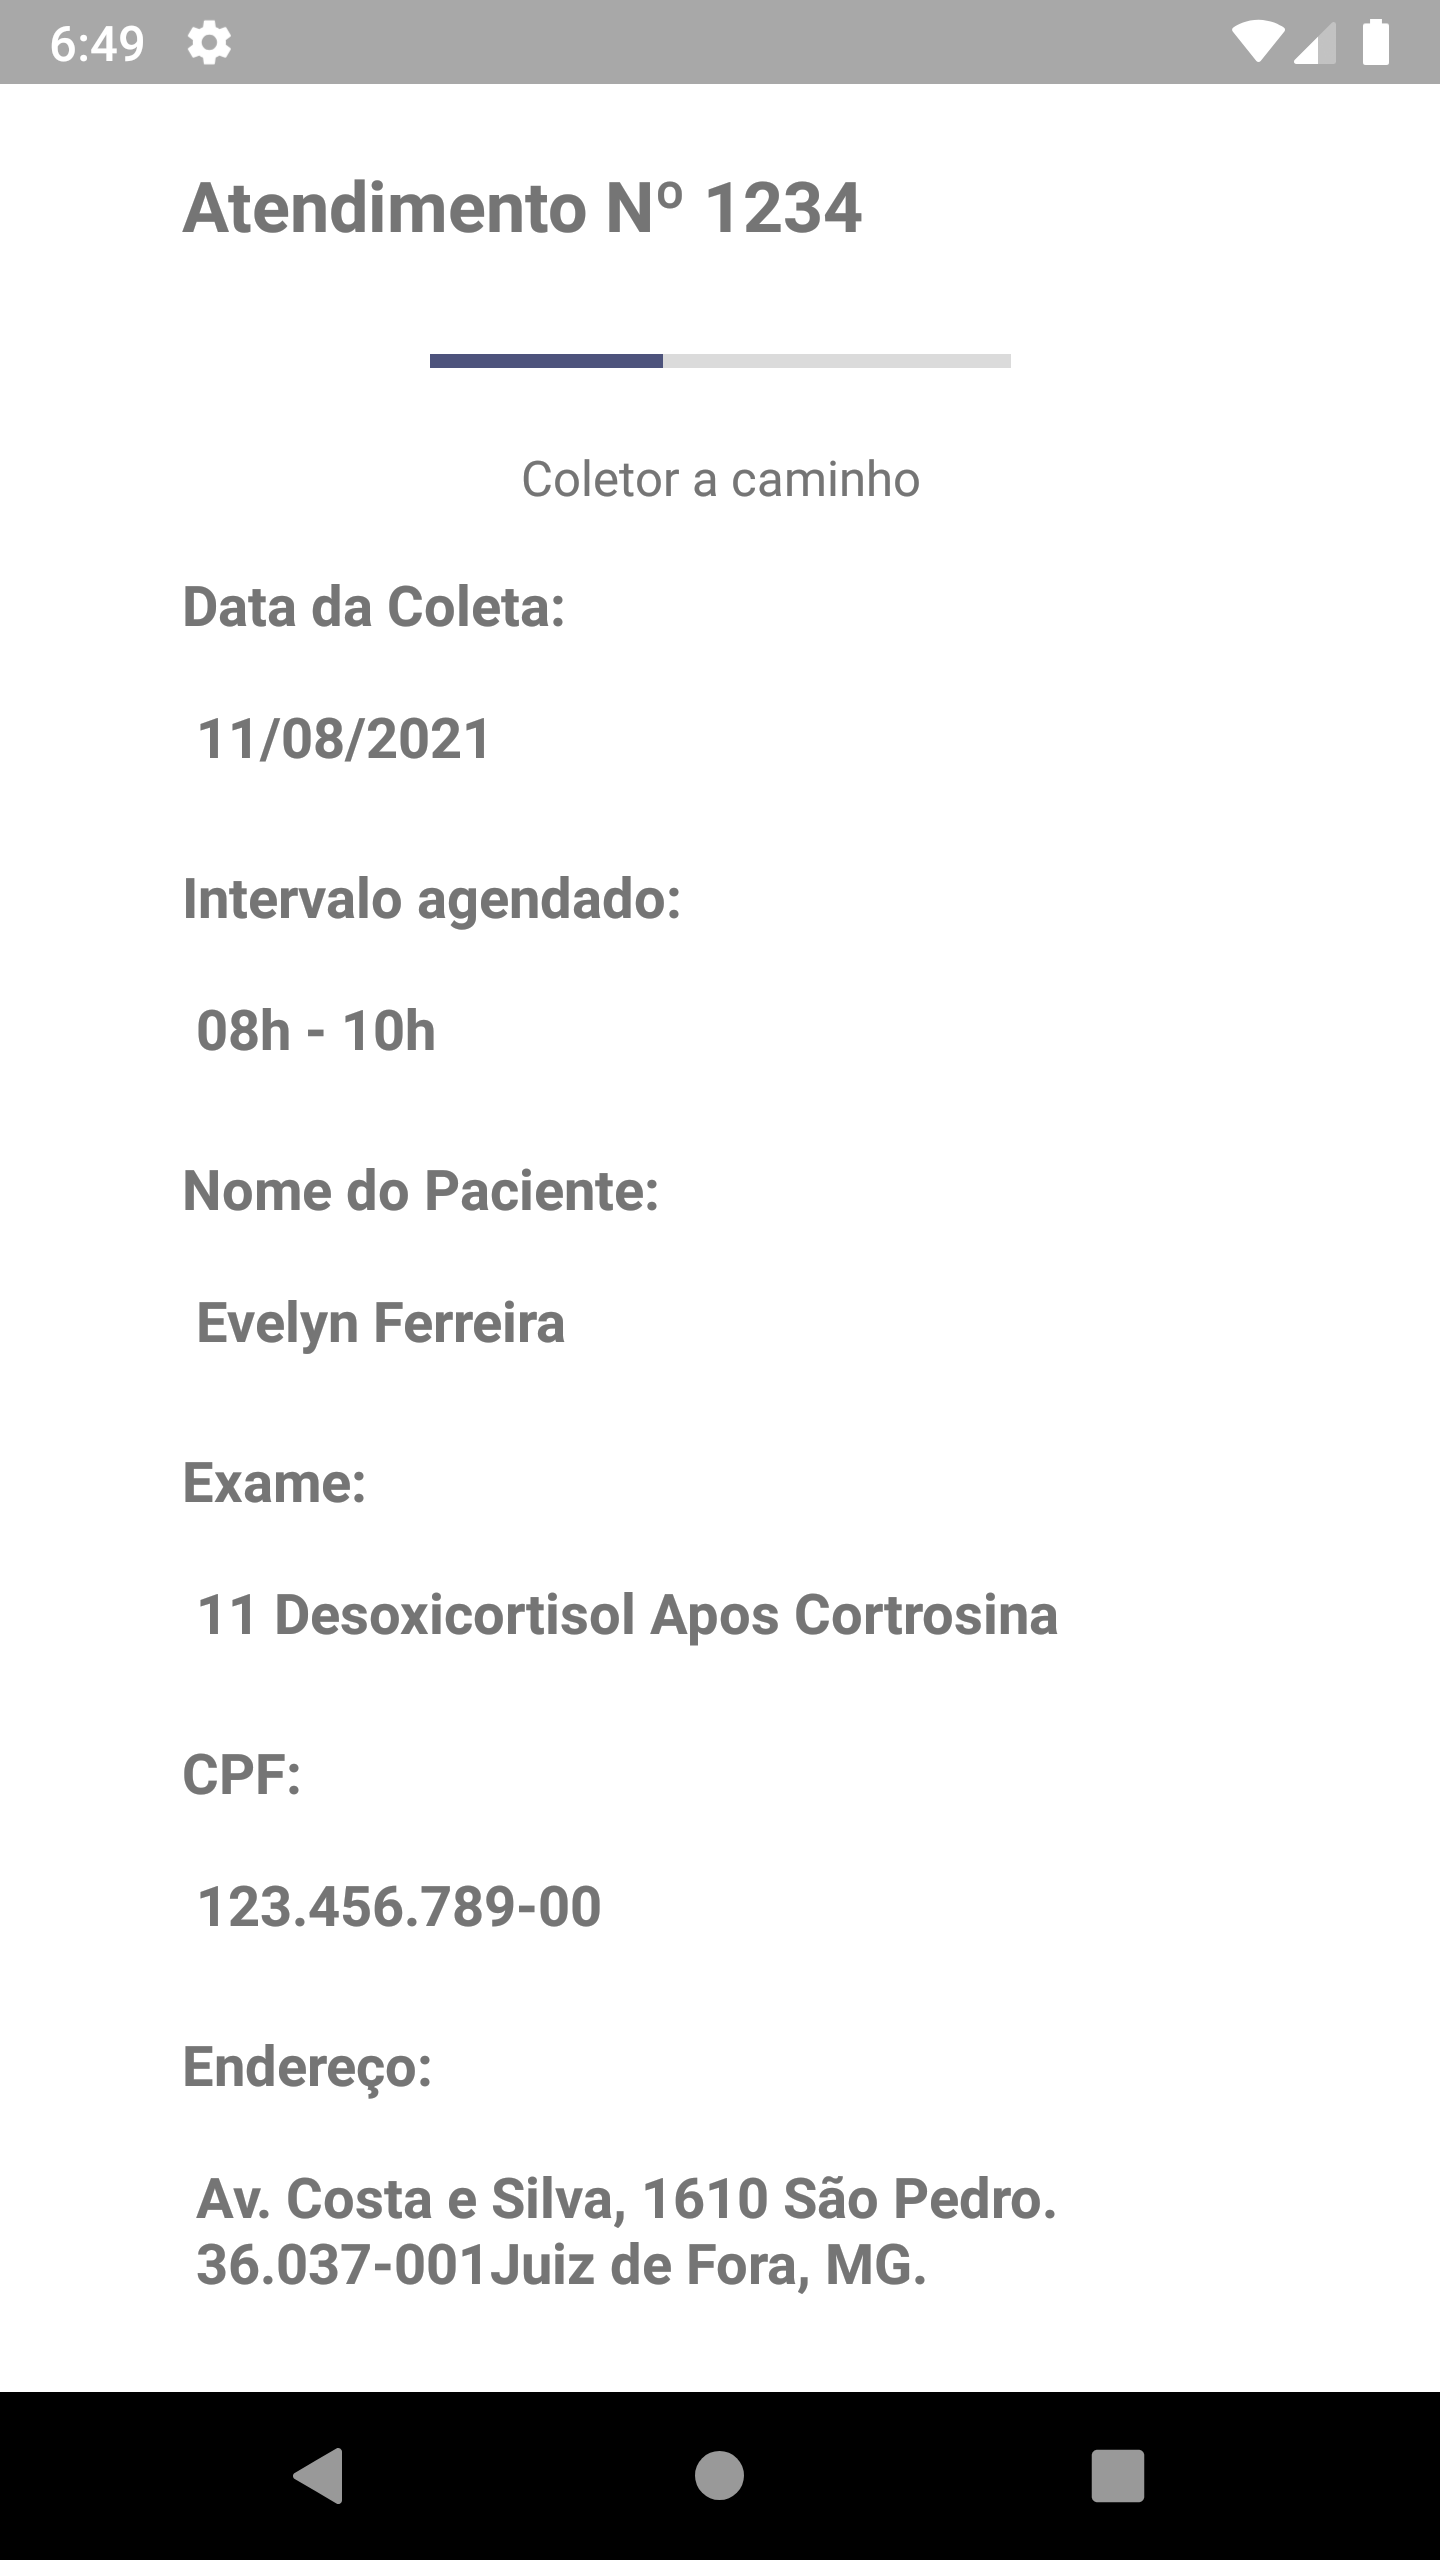 6:49
Atendimento Nº 1234
Coletor a caminho
Data da Coleta:
11/08/2021
Intervalo agendado:
08h - 10h
Nome do Paciente:
Evelyn Ferreira
Exame:
11 Desoxicortisol Apos Cortrosina
CPF:
123.456.789-00
Endereço:
Av. Costa e Silva, 1610 São Pedro.
36.037-001Juiz de Fora, MG.